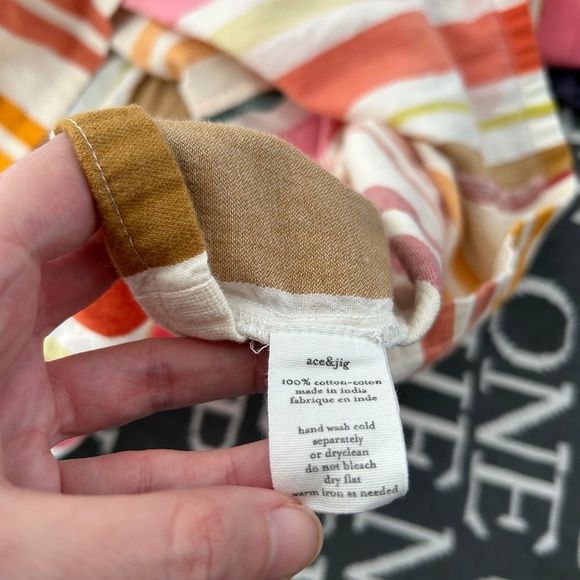 ace&jig
100% cotton-coton
made in india
fabrique en inde
hand wash cold
separately
or dryclean
do not bleach
dry flat
warm iron as needed
ONE